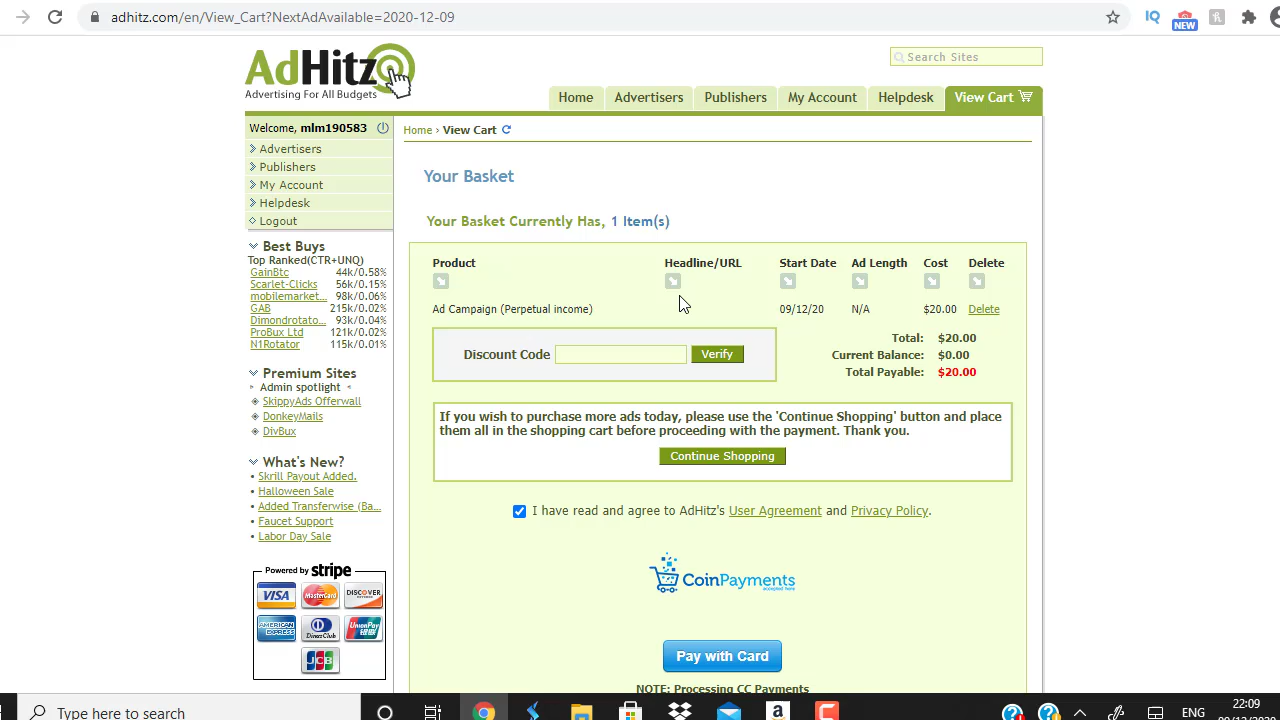 adhitz.com/en/View_Cart?NextAdAvailable=2020-12-09
NEW
AdHitz
Advertising For All Budgets
Search Sites
Home
Advertisers
Publishers
My Account
Helpdesk
View Cart
Welcome, mlm190583
Advertisers
Publishers
My Account
Helpdesk
Logout
Best Buys
Top Ranked(CTR+UNQ)
GainBtc 44k/0.58%
Scarlet-Clicks 56k/0.15%
mobilemarket... 98k/0.06%
GAB 215k/0.02%
Dimondrotato... 93k/0.04%
ProBux Ltd 121k/0.02%
N1Rotator 115k/0.01%
Premium Sites
Admin spotlight
SkippyAds Offerwall
DonkeyMails
DivBux
What's New?
Skrill Payout Added.
Halloween Sale
Added Transferwise (Ba...
Faucet Support
Labor Day Sale
Powered by stripe
VISA MasterCard DISCOVER
AMERICAN EXPRESS Diners Club UnionPay
JCB
Home › View Cart
Your Basket
Your Basket Currently Has, 1 Item(s)
Product Headline/URL Start Date Ad Length Cost Delete
Ad Campaign (Perpetual income) 09/12/20 N/A $20.00 Delete
Discount Code Verify
Total: $20.00
Current Balance: $0.00
Total Payable: $20.00
If you wish to purchase more ads today, please use the 'Continue Shopping' button and place
them all in the shopping cart before proceeding with the payment. Thank you.
Continue Shopping
I have read and agree to AdHitz's User Agreement and Privacy Policy.
CoinPayments
accepted here
Pay with Card
NOTE: Processing CC Payments
Type here to search
ENG
22:09